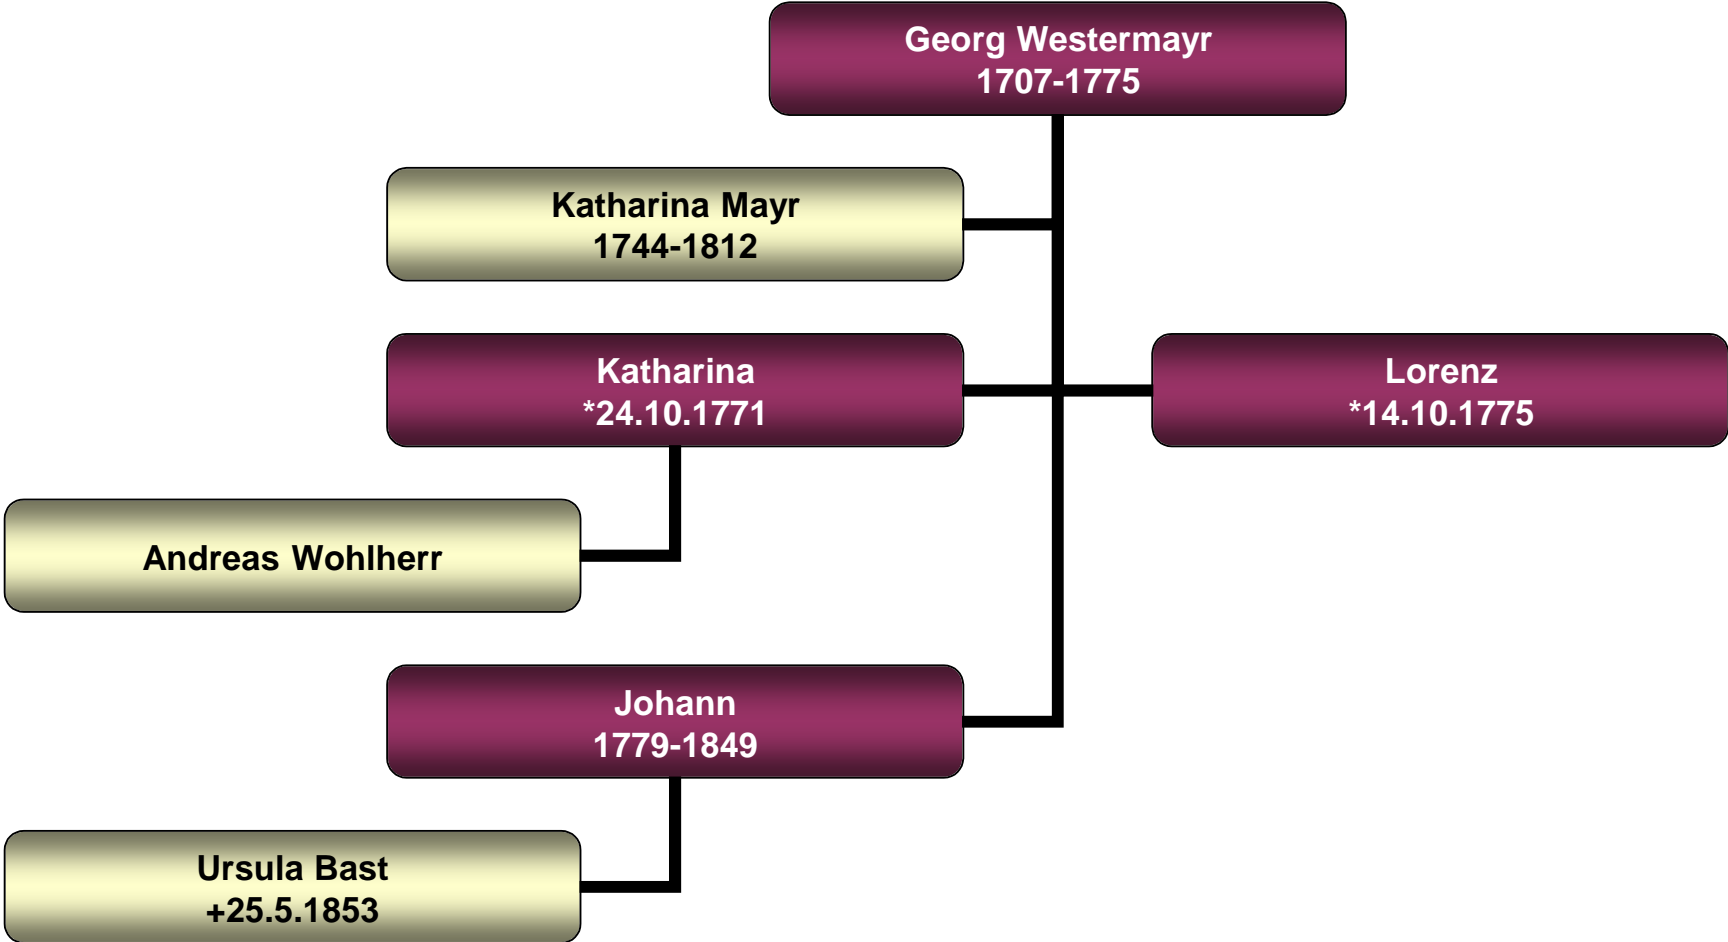 Georg Westermayr
1707-1775
Katharina Mayr
1744-1812
Katharina
*24.10.1771
Lorenz
*14.10.1775
Andreas Wohlherr
Johann
1779-1849
Ursula Bast
+25.5.1853